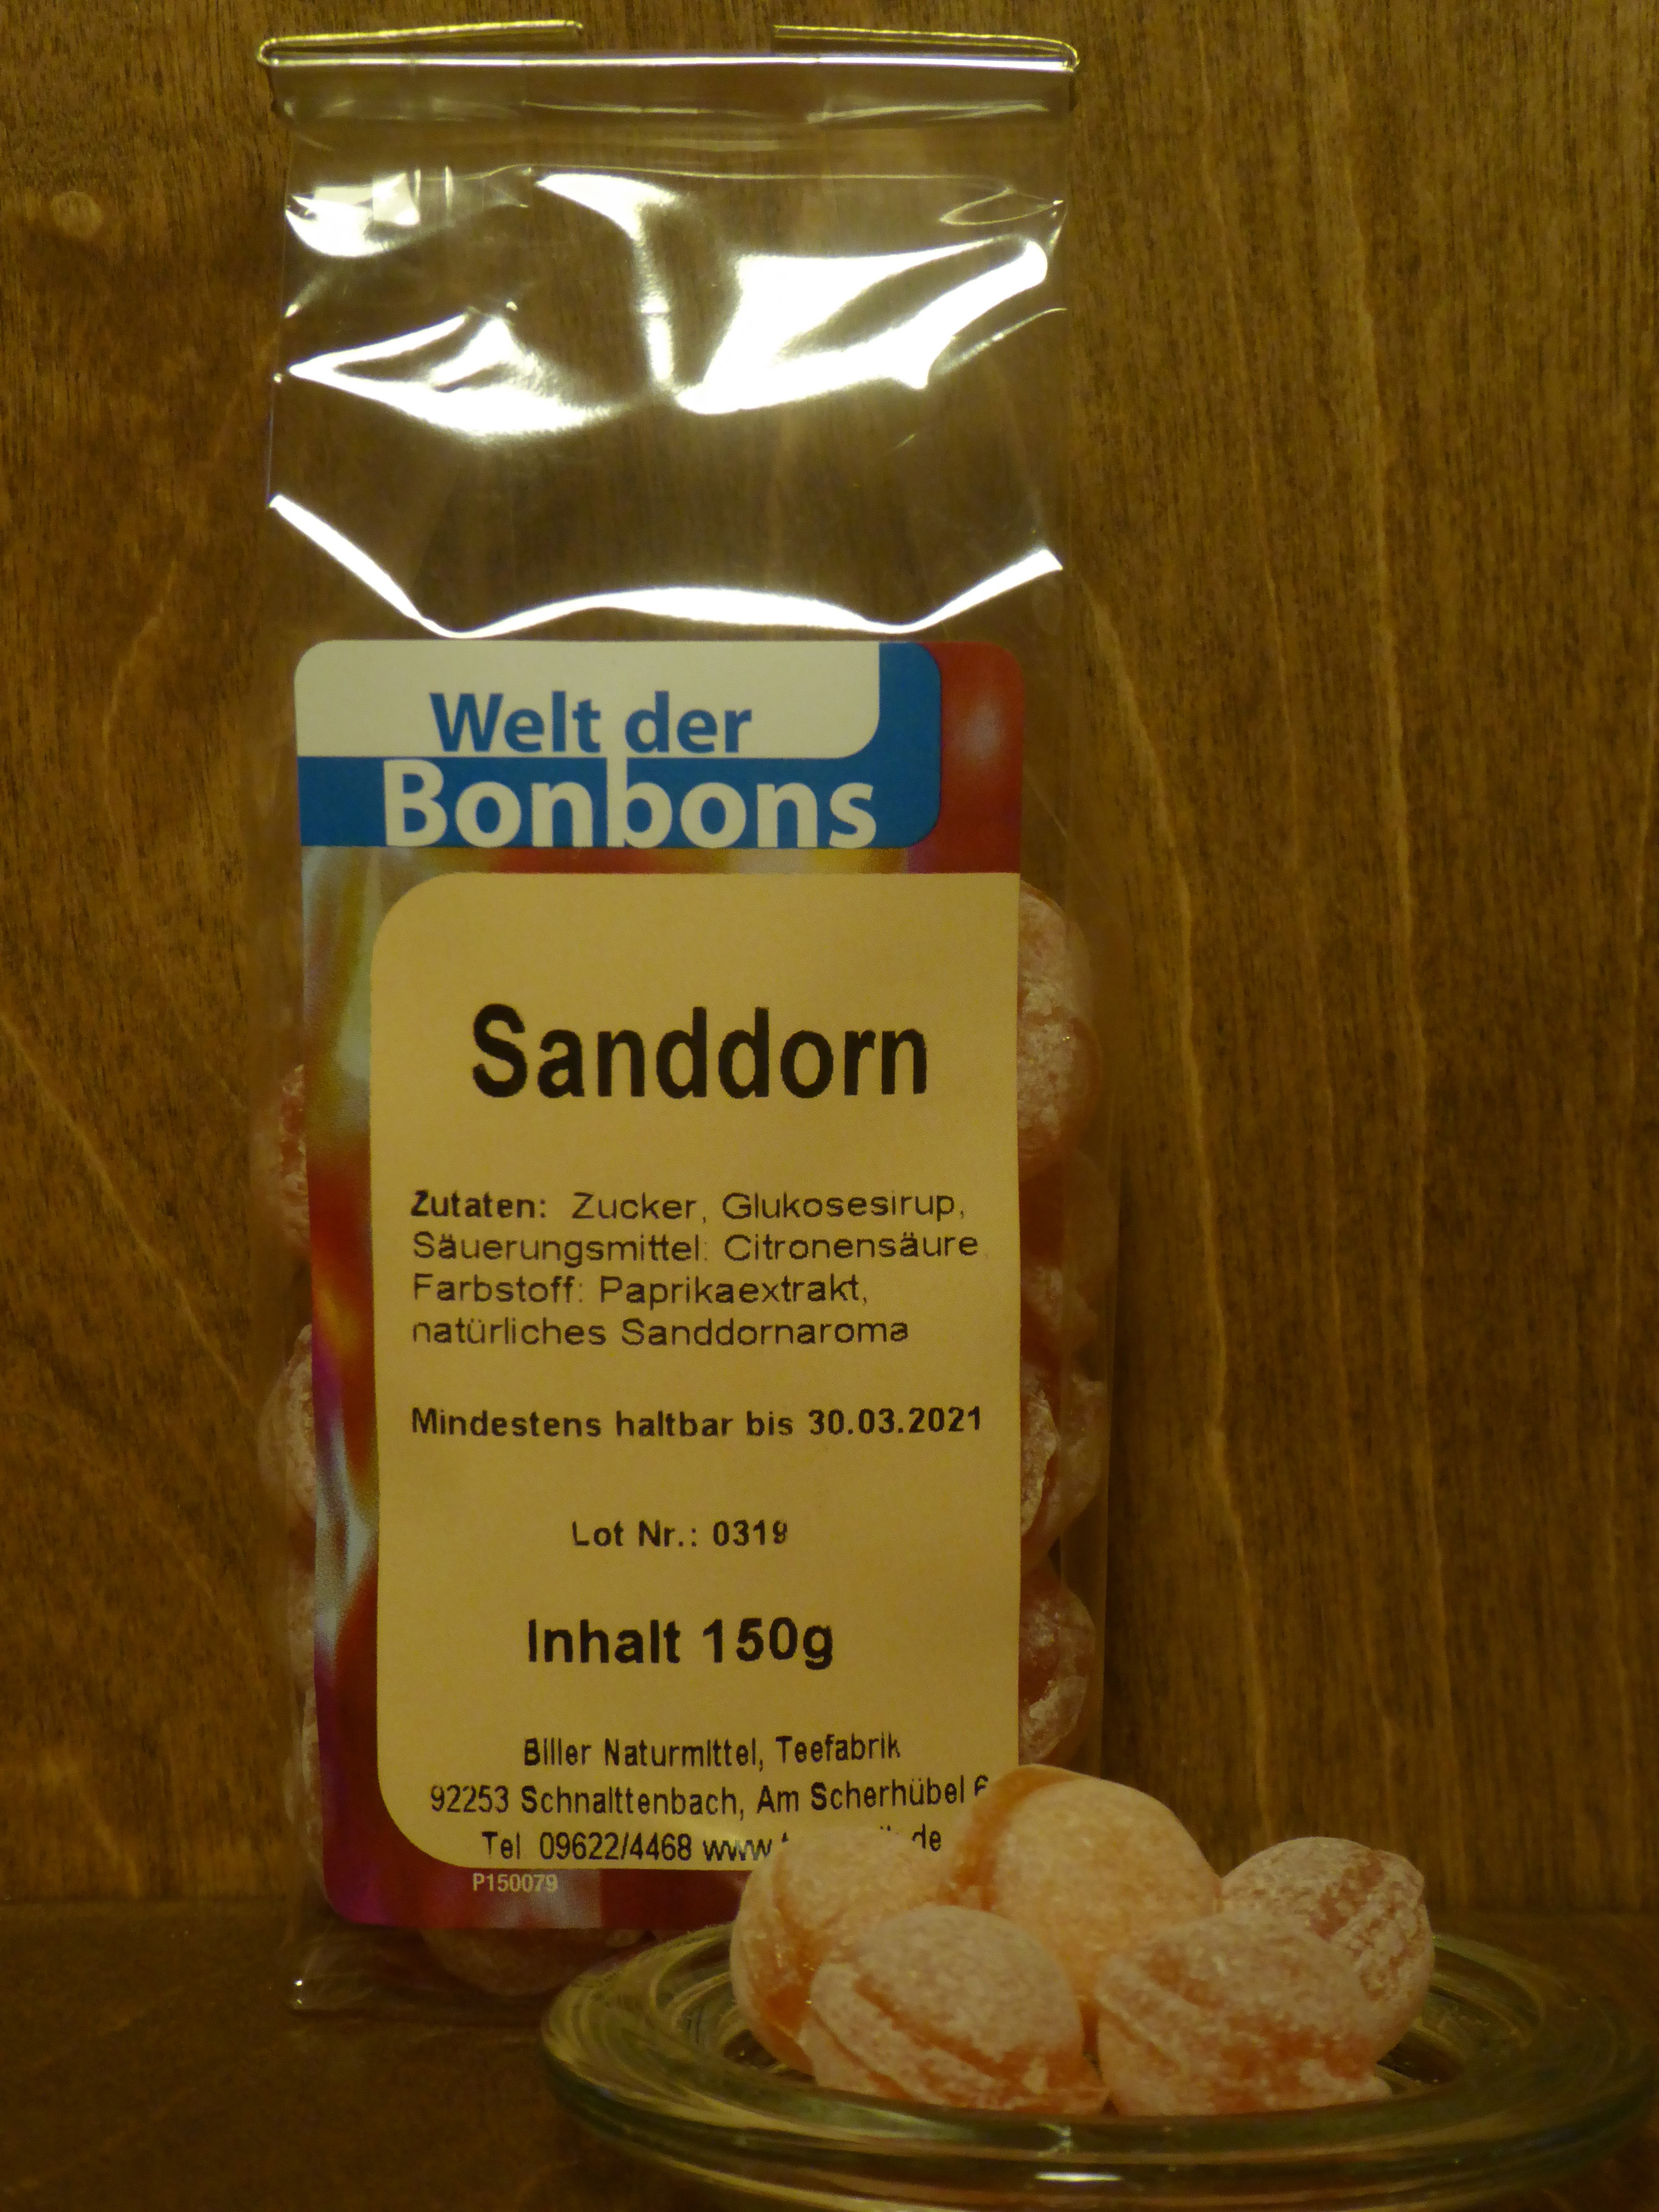 Welt der
Bonbons
Sanddorn
Zutaten: Zucker, Glukosesirup,
Säuerungsmittel: Citronensäure
Farbstoff: Paprikaextrakt,
natürliches Sanddornaroma
Mindestens haltbar bis 30.03.2021
Lot Nr.: 0319
Inhalt 150g
Biller Naturmittel, Teefabrik
92253 Schnaittenbach, Am Scherhübel 6
Tel 09622/4468 www. de
P150079